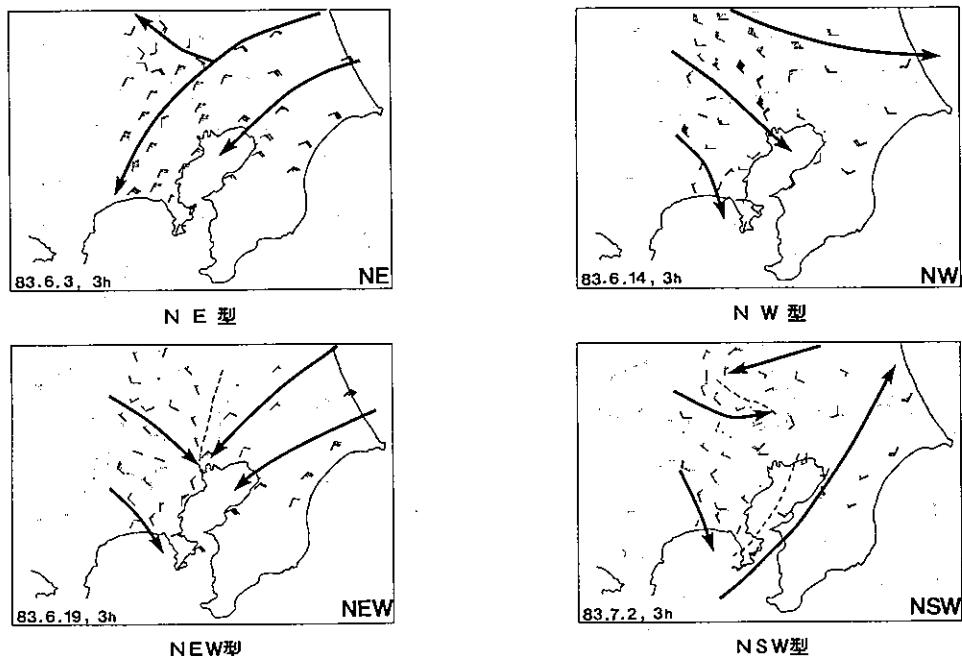 83.6.3, 3h
NE
NE型
83.6.14, 3h
NW
NW型
83.6.19, 3h
NEW
NEW型
83.7.2, 3h
NSW
NSW型